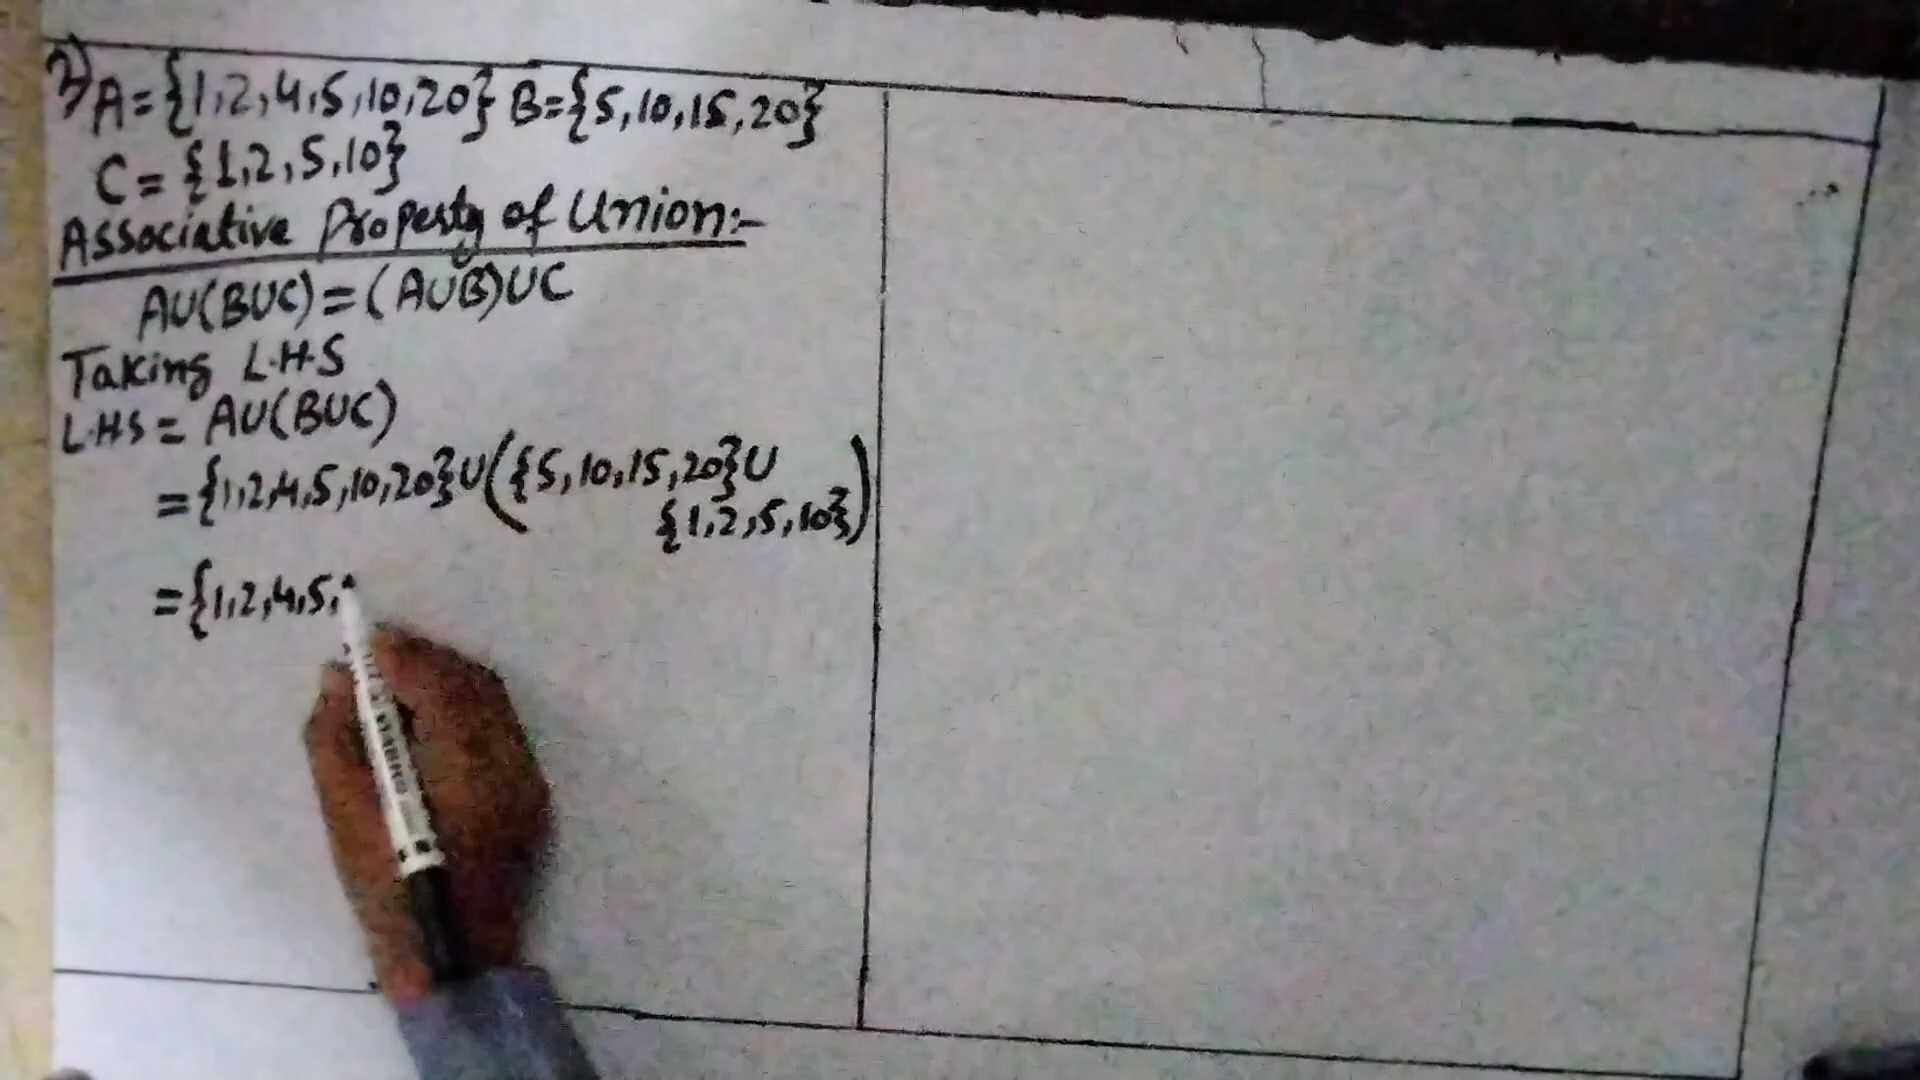 2) A={1,2,4,5,10,20} B={5,10,15,20}
C={1,2,5,10}
Associative Property of Union:-
AU(BUC)=(AUB)UC
Taking L.H.S
L.H.S = AU(BUC)
={1,2,4,5,10,20}U({5,10,15,20}U
{1,2,5,10})
={1,2,4,5,